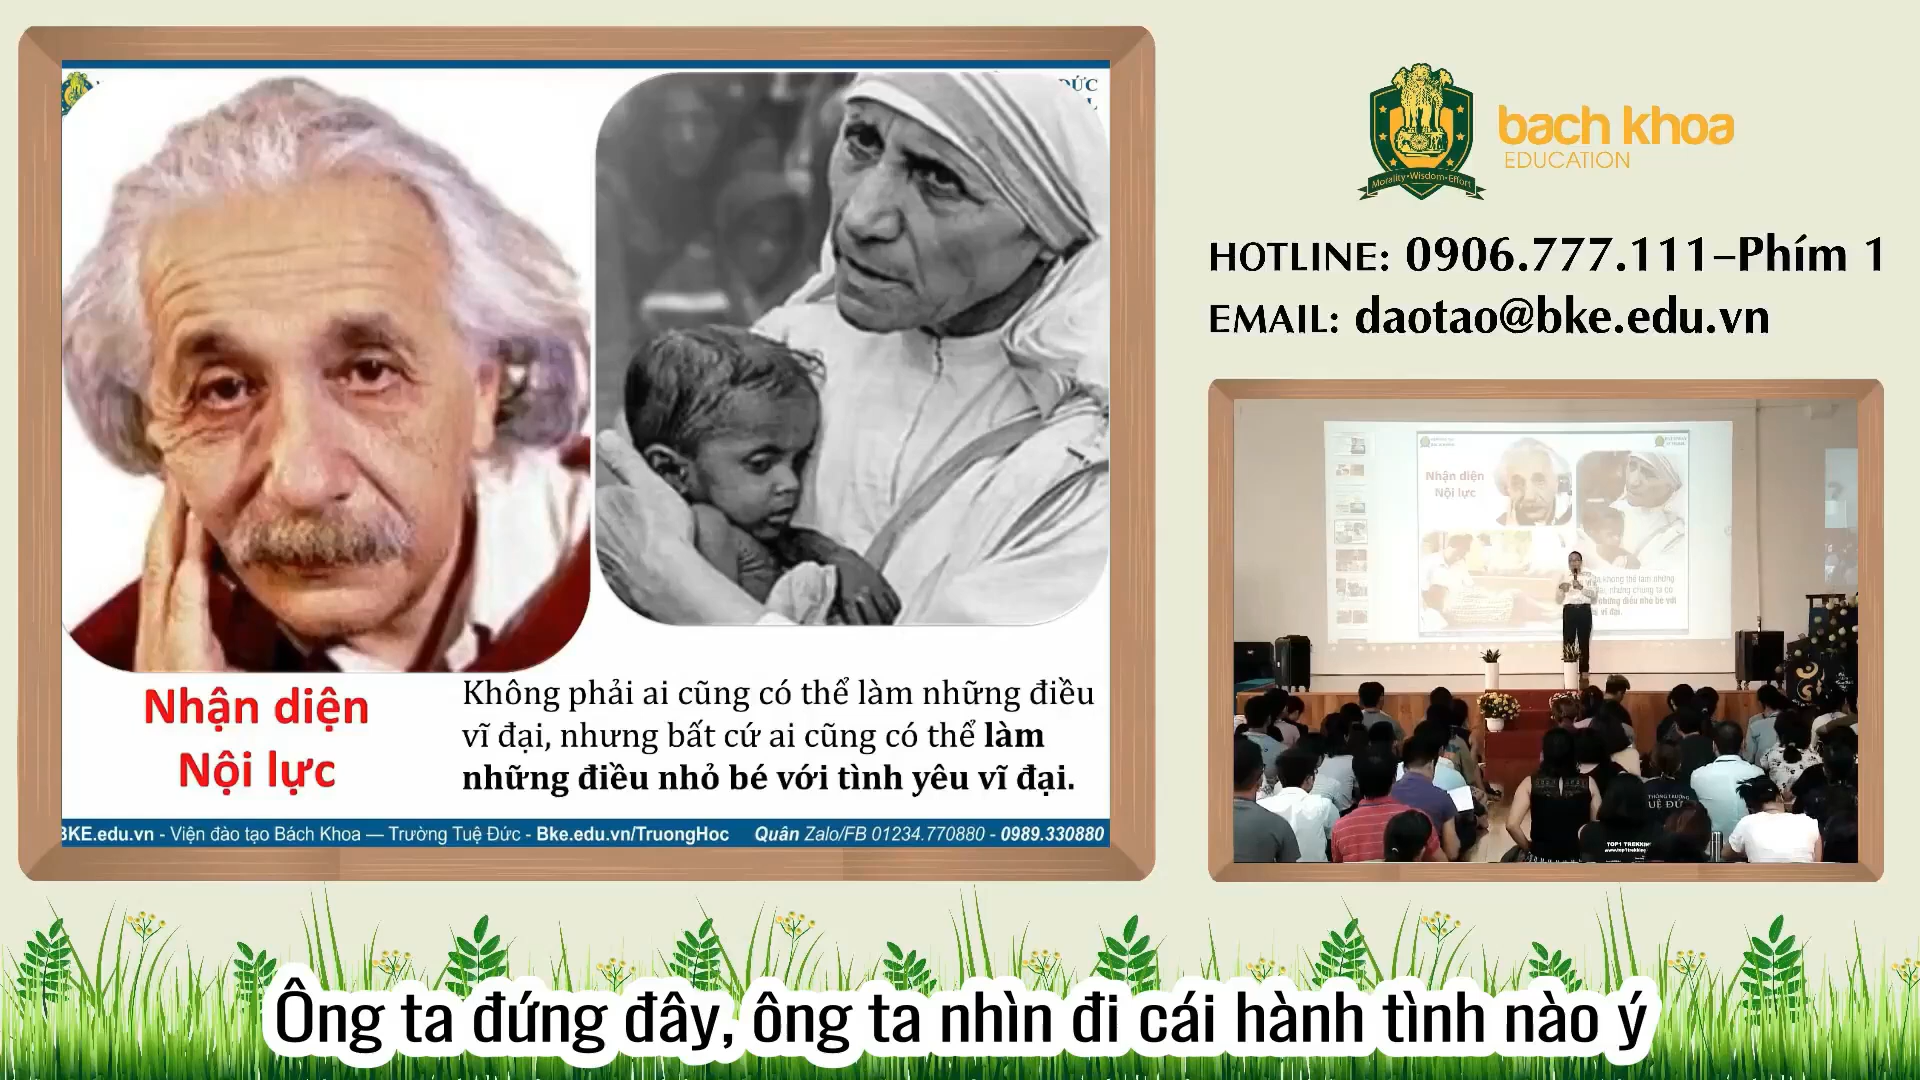 ĐỨC
Nhận diện
Nội lực
Không phải ai cũng có thể làm những điều
vĩ đại, nhưng bất cứ ai cũng có thể làm
những điều nhỏ bé với tình yêu vĩ đại.
BKE.edu.vn - Viện đào tạo Bách Khoa — Trường Tuệ Đức - Bke.edu.vn/TruongHoc Quân Zalo/FB 01234.770880 - 0989.330880
Morality•Wisdom•Effort
bach khoa
EDUCATION
HOTLINE: 0906.777.111–Phím 1
EMAIL: daotao@bke.edu.vn
Nhận diện
Nội lực
TOP1 TREKKING
Ông ta đứng đây, ông ta nhìn đi cái hành tình nào ý